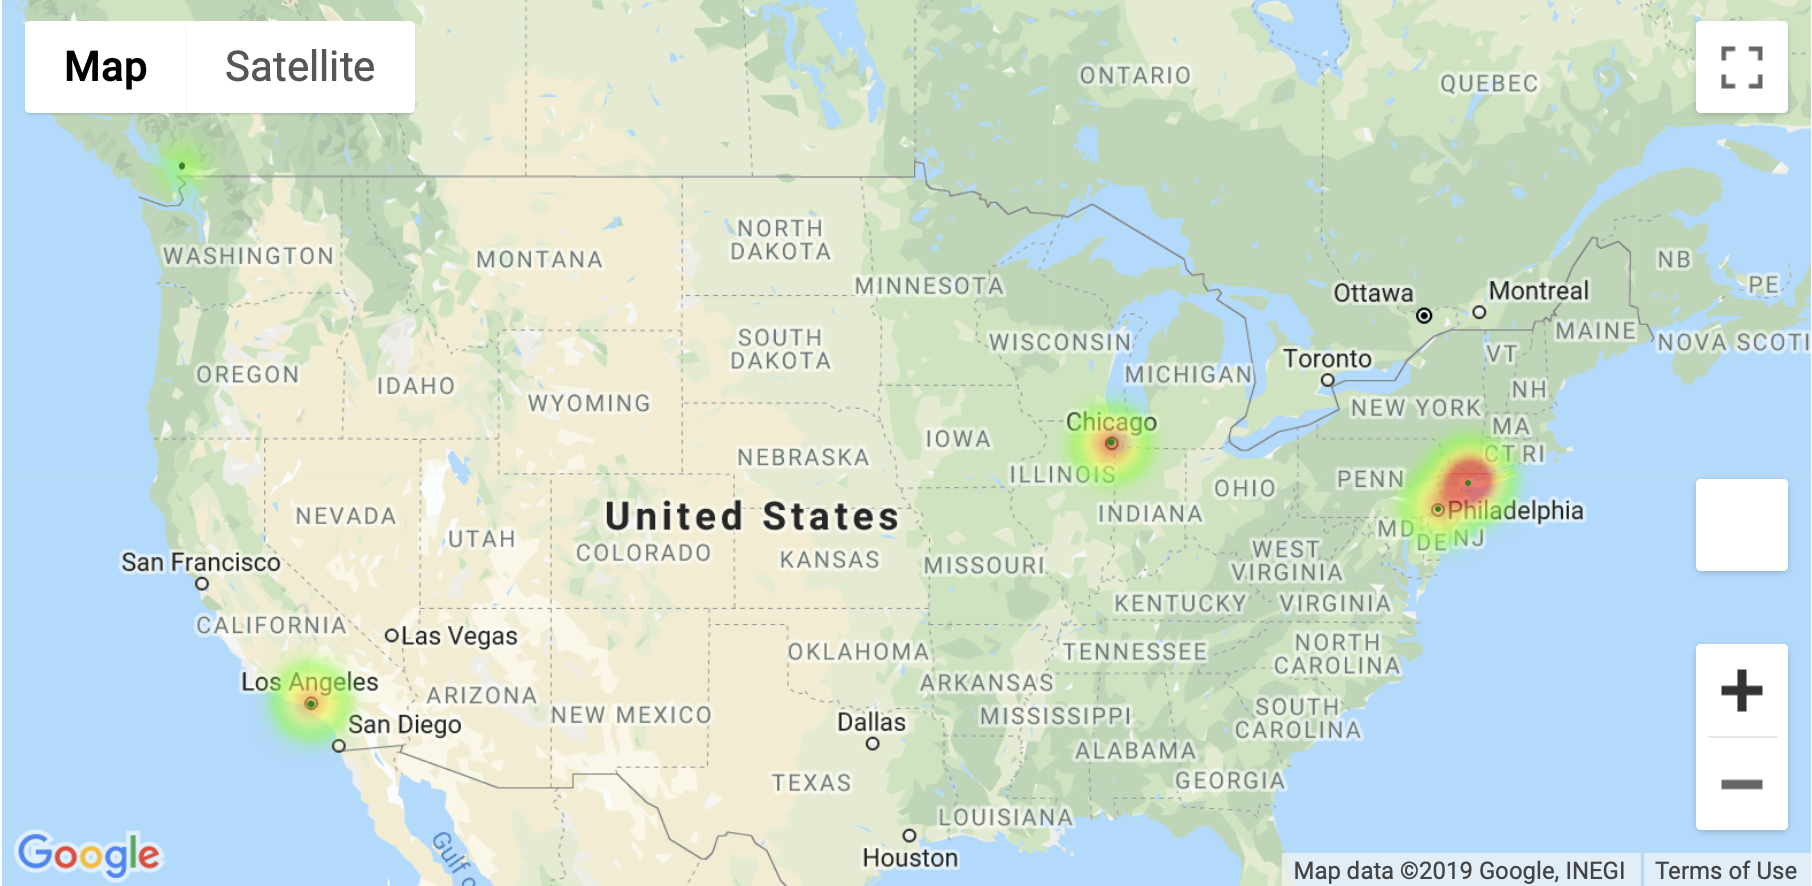 Map
Satellite
ONTARIO
QUEBEC
WASHINGTON
MONTANA
NORTH
DAKOTA
MINNESOTA
NB
PE
Ottawa
Montreal
SOUTH
DAKOTA
WISCONSIN
MICHIGAN
Toronto
VT
MAINE
NOVA SCOTI
OREGON
IDAHO
WYOMING
NH
NEW YORK
MA
Chicago
IOWA
NEBRASKA
ILLINOIS
CT RI
PENN
OHIO
NEVADA
United States
INDIANA
Philadelphia
UTAH
COLORADO
KANSAS
MISSOURI
MD
DE
NJ
WEST
VIRGINIA
San Francisco
CALIFORNIA
Las Vegas
KENTUCKY
VIRGINIA
OKLAHOMA
TENNESSEE
NORTH
CAROLINA
Los Angeles
ARIZONA
NEW MEXICO
ARKANSAS
San Diego
Dallas
MISSISSIPPI
SOUTH
CAROLINA
ALABAMA
TEXAS
GEORGIA
LOUISIANA
Houston
Gulf o
Google
Map data ©2019 Google, INEGI
Terms of Use